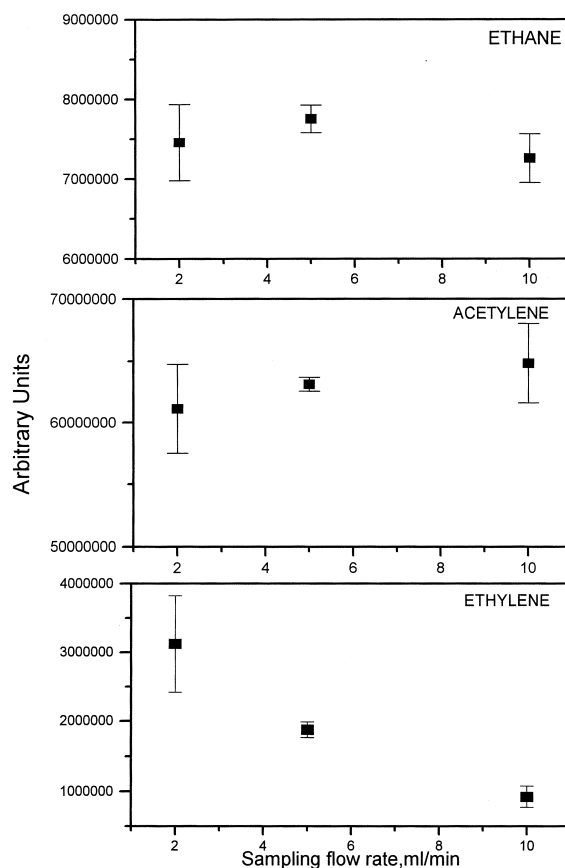 ETHANE
9000000
8000000
7000000
6000000
2 4 6 8 10
ACETYLENE
70000000
60000000
50000000
2 4 6 8 10
Arbitrary Units
ETHYLENE
4000000
3000000
2000000
1000000
2 4 6 8 10
Sampling flow rate,ml/min